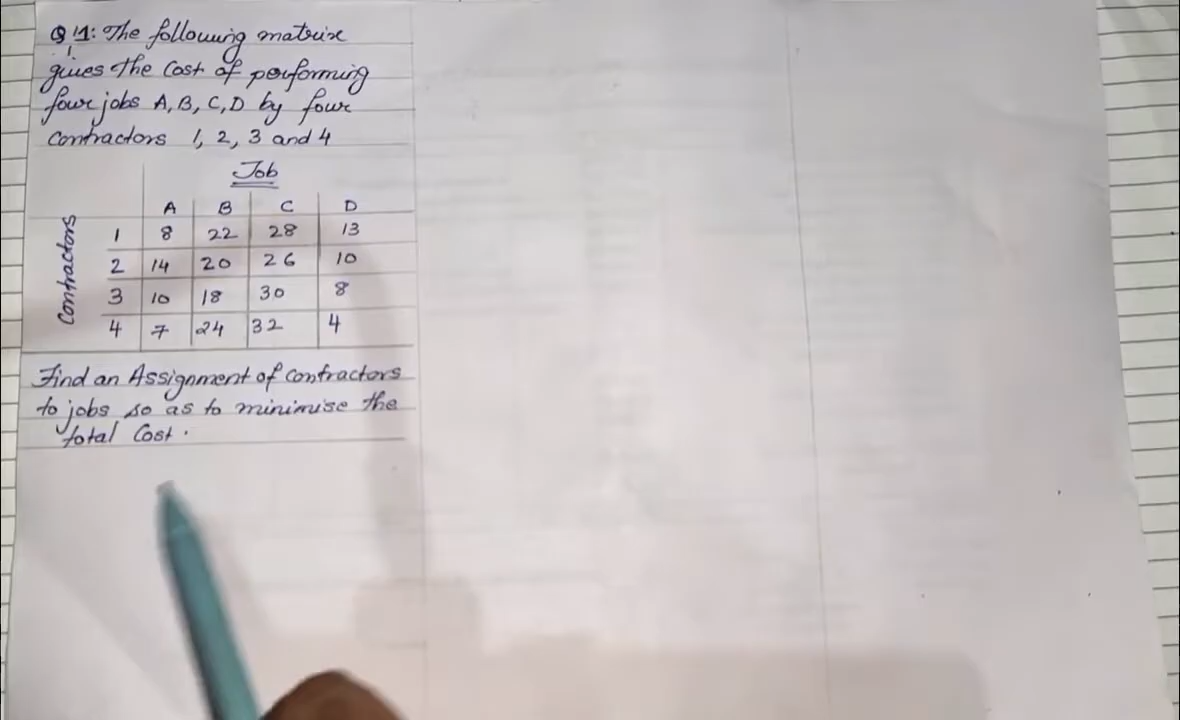 Q 1: The following matrix
gives the cost of performing
four jobs A, B, C, D by four
contractors 1, 2, 3 and 4
Job
A B C D
Contractors
1 8 22 28 13
2 14 20 26 10
3 10 18 30 8
4 7 24 32 4
Find an Assignment of contractors
to jobs so as to minimise the
total cost.